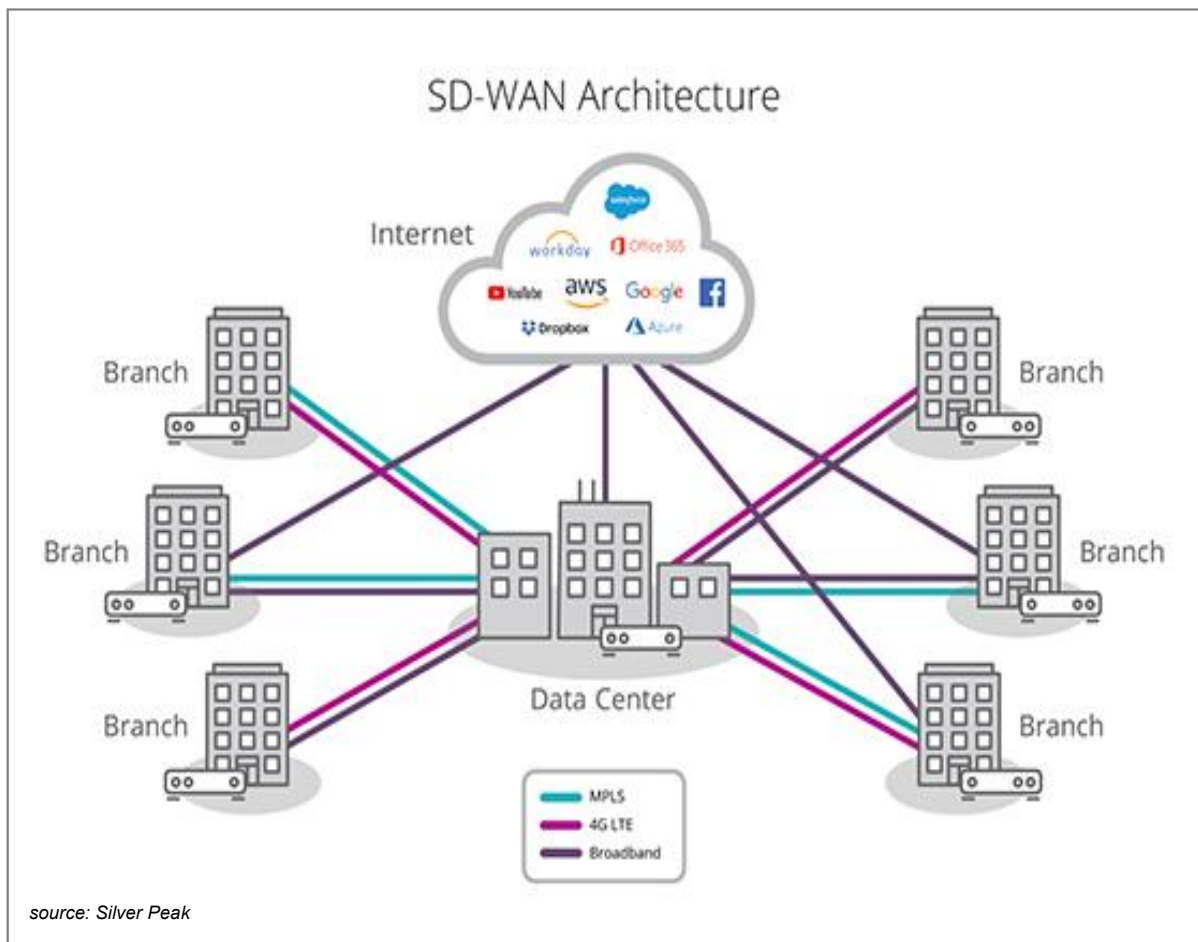 SD-WAN Architecture
Internet
salesforce
workday
Office 365
YouTube
aws
Google
f
Dropbox
Azure
Branch
Branch
Branch
Branch
Branch
Branch
Data Center
MPLS
4G LTE
Broadband
source: Silver Peak